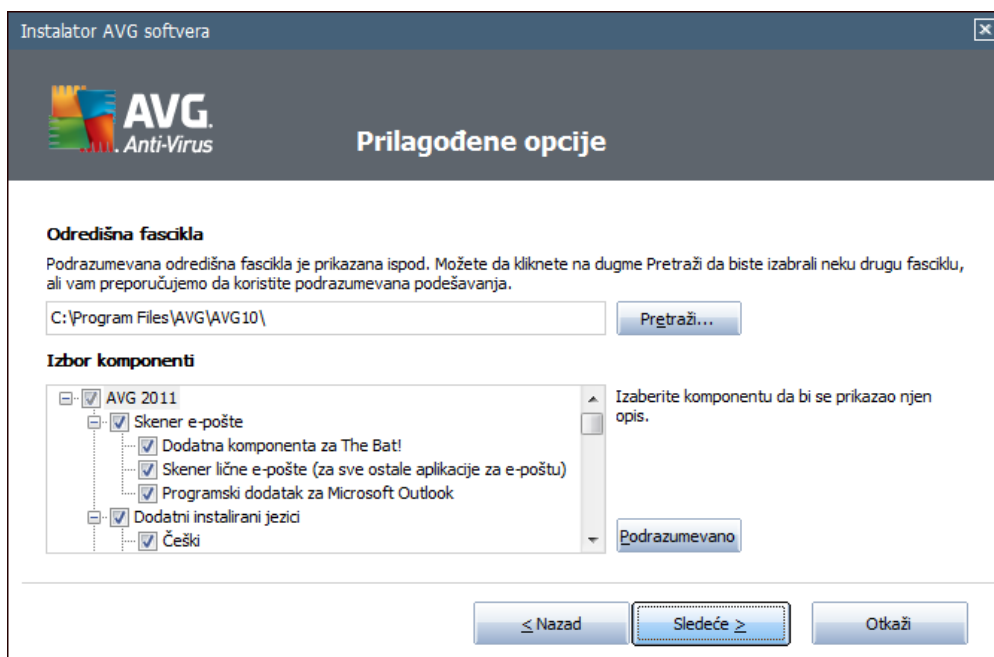 Instalator AVG softvera
AVG.
Anti-Virus
Prilagođene opcije
Odredišna fascikla
Podrazumevana odredišna fascikla je prikazana ispod. Možete da kliknete na dugme Pretraži da biste izabrali neku drugu fasciklu,
ali vam preporučujemo da koristite podrazumevana podešavanja.
C:\Program Files\AVG\AVG10\
Pretraži...
Izbor komponenti
AVG 2011
Skener e-pošte
Dodatna komponenta za The Bat!
Skener lične e-pošte (za sve ostale aplikacije za e-poštu)
Programski dodatak za Microsoft Outlook
Dodatni instalirani jezici
Češki
Izaberite komponentu da bi se prikazao njen
opis.
Podrazumevano
< Nazad
Sledeće >
Otkaži